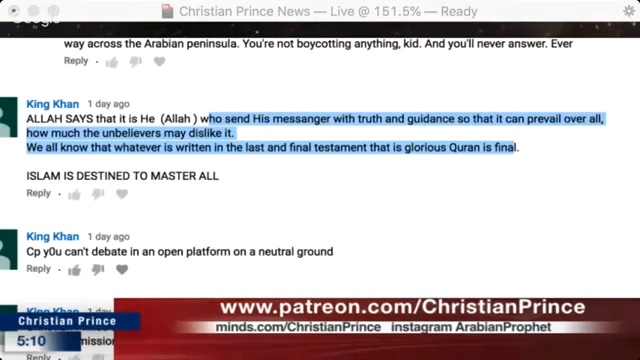 Christian Prince News — Live @ 151.5% — Ready
way across the Arabian peninsula. You're not boycotting anything, kid. And you'll never answer. Ever
Reply
King Khan 1 day ago
ALLAH SAYS that it is He (Allah ) who send His messanger with truth and guidance so that it can prevail over all,
how much the unbelievers may dislike it.
We all know that whatever is written in the last and final testament that is glorious Quran is final.
ISLAM IS DESTINED TO MASTER ALL
Reply
King Khan 1 day ago
Cp y0u can't debate in an open platform on a neutral ground
Reply
King Khan 1 day
www.patreon.com/ChristianPrince
Christian Prince
minds.com/ChristianPrince instagram ArabianProphet
5:10
Reply